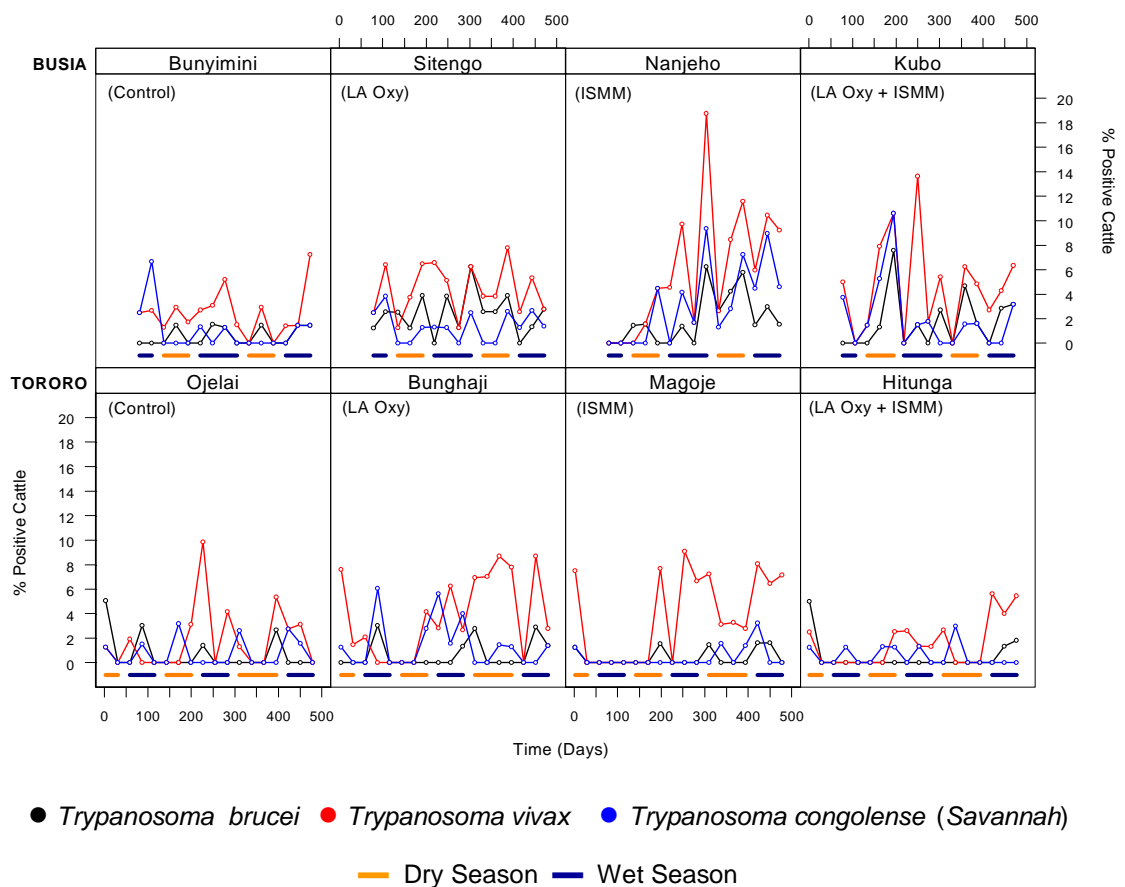 0 100 200 300 400 500 0 100 200 300 400 500
BUSIA Bunyimini Sitengo Nanjeho Kubo
(Control) (LA Oxy) (ISMM) (LA Oxy + ISMM)
20
18
16
14
12
10
8
6
4
2
0
% Positive Cattle
TORORO Ojelai Bunghaji Magoje Hitunga
(Control) (LA Oxy) (ISMM) (LA Oxy + ISMM)
20
18
16
14
12
10
8
6
4
2
0
% Positive Cattle
0 100 200 300 400 500 0 100 200 300 400 500
Time (Days)
Trypanosoma brucei Trypanosoma vivax Trypanosoma congolense (Savannah)
Dry Season Wet Season